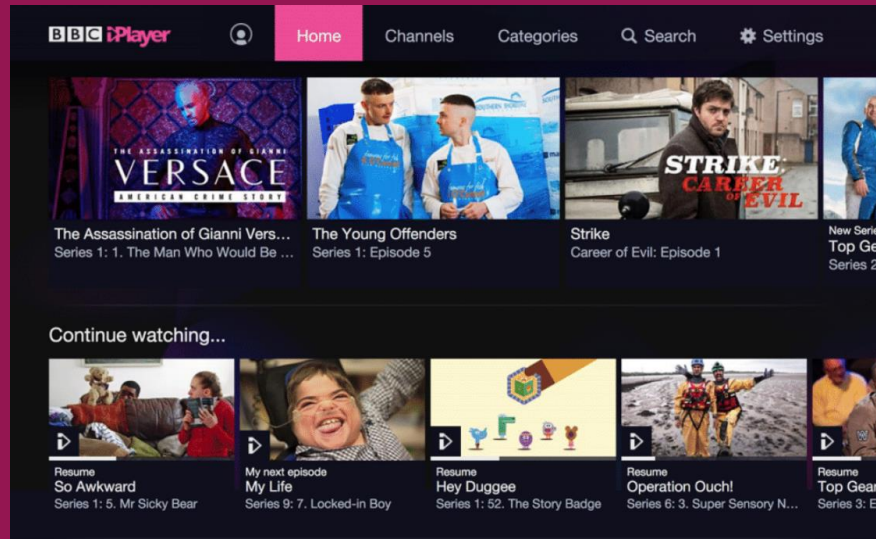 BBC iPlayer Home Channels Categories Search Settings
THE ASSASSINATION OF GIANNI
VERSACE
AMERICAN CRIME STORY
STRIKE:
CAREER
OF EVIL
The Assassination of Gianni Vers...
Series 1: 1. The Man Who Would Be ...
The Young Offenders
Series 1: Episode 5
Strike
Career of Evil: Episode 1
New Serie
Top Ge
Series 2
Continue watching...
Resume
So Awkward
Series 1: 5. Mr Sicky Bear
My next episode
My Life
Series 9: 7. Locked-in Boy
Resume
Hey Duggee
Series 1: 52. The Story Badge
Resume
Operation Ouch!
Series 6: 3. Super Sensory N...
Resume
Top Gear
Series 3: E